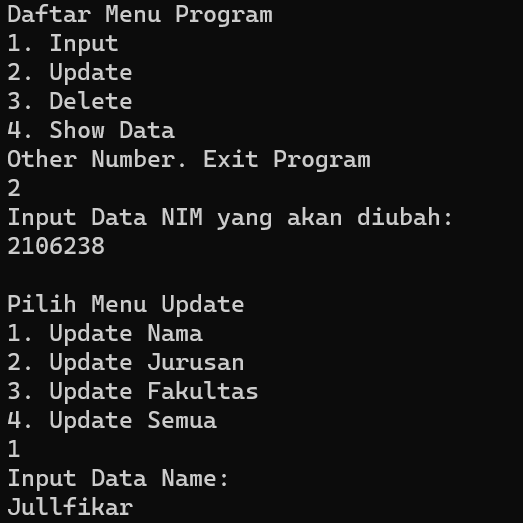 Daftar Menu Program
1. Input
2. Update
3. Delete
4. Show Data
Other Number. Exit Program
2
Input Data NIM yang akan diubah:
2106238
Pilih Menu Update
1. Update Nama
2. Update Jurusan
3. Update Fakultas
4. Update Semua
1
Input Data Name:
Jullfikar